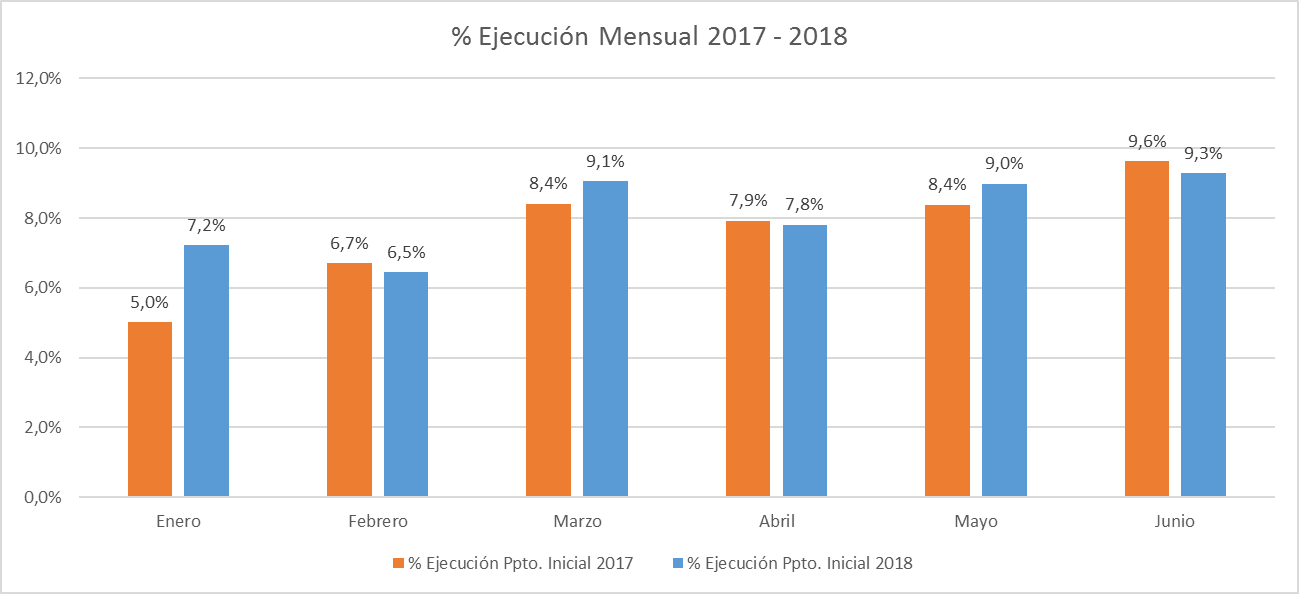 % Ejecución Mensual 2017 - 2018
12,0%
10,0%
8,0%
6,0%
4,0%
2,0%
0,0%
5,0%
7,2%
6,7%
6,5%
8,4%
9,1%
7,9%
7,8%
8,4%
9,0%
9,6%
9,3%
Enero
Febrero
Marzo
Abril
Mayo
Junio
% Ejecución Ppto. Inicial 2017
% Ejecución Ppto. Inicial 2018